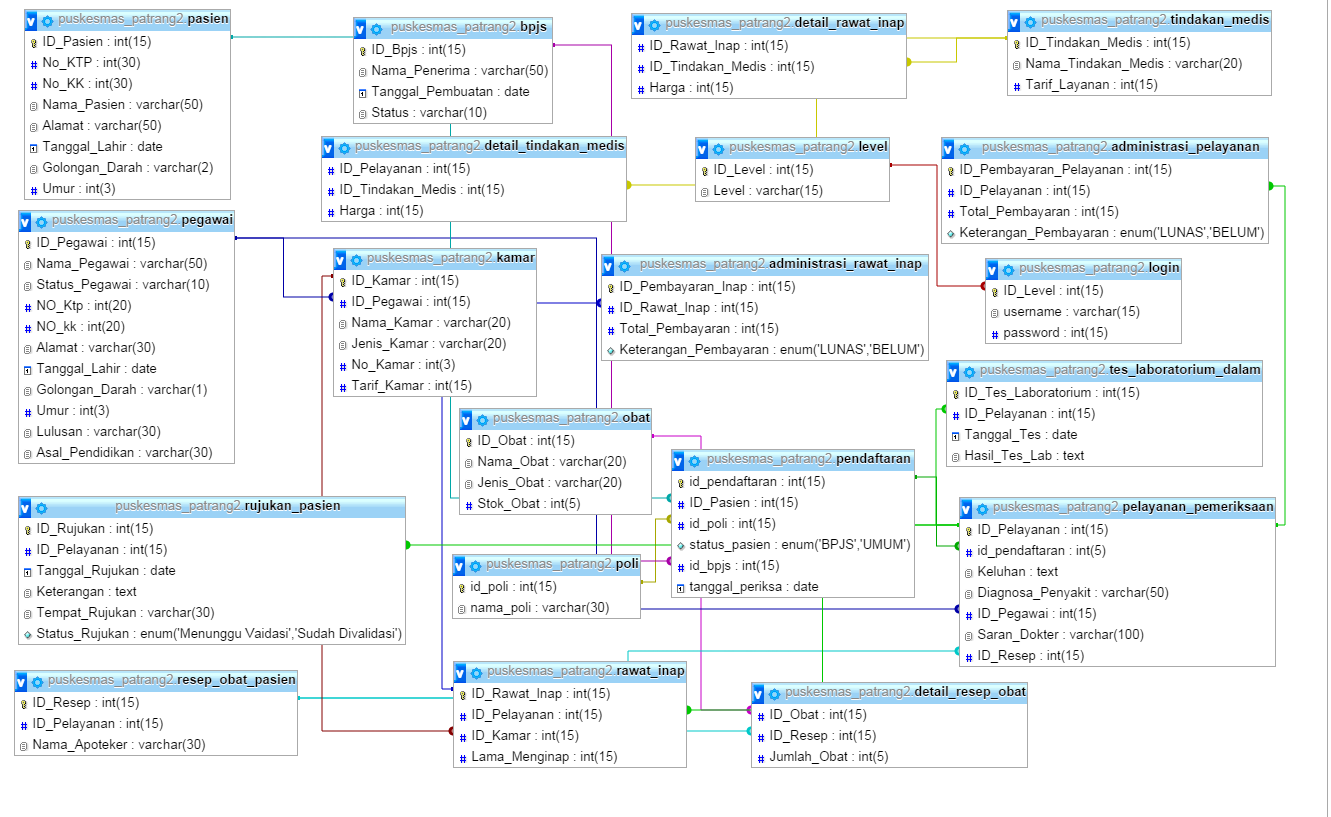 puskesmas_patrang2.pasien
ID_Pasien : int(15)
No_KTP : int(30)
No_KK : int(30)
Nama_Pasien : varchar(50)
Alamat : varchar(50)
Tanggal_Lahir : date
Golongan_Darah : varchar(2)
Umur : int(3)
puskesmas_patrang2.bpjs
ID_Bpjs : int(15)
Nama_Penerima : varchar(50)
Tanggal_Pembuatan : date
Status : varchar(10)
puskesmas_patrang2.detail_rawat_inap
ID_Rawat_Inap : int(15)
ID_Tindakan_Medis : int(15)
Harga : int(15)
puskesmas_patrang2.tindakan_medis
ID_Tindakan_Medis : int(15)
Nama_Tindakan_Medis : varchar(20)
Tarif_Layanan : int(15)
puskesmas_patrang2.detail_tindakan_medis
ID_Pelayanan : int(15)
ID_Tindakan_Medis : int(15)
Harga : int(15)
puskesmas_patrang2.level
ID_Level : int(15)
Level : varchar(15)
puskesmas_patrang2.administrasi_pelayanan
ID_Pembayaran_Pelayanan : int(15)
ID_Pelayanan : int(15)
Total_Pembayaran : int(15)
Keterangan_Pembayaran : enum('LUNAS','BELUM')
puskesmas_patrang2.pegawai
ID_Pegawai : int(15)
Nama_Pegawai : varchar(50)
Status_Pegawai : varchar(10)
NO_Ktp : int(20)
NO_kk : int(20)
Alamat : varchar(30)
Tanggal_Lahir : date
Golongan_Darah : varchar(1)
Umur : int(3)
Lulusan : varchar(30)
Asal_Pendidikan : varchar(30)
puskesmas_patrang2.kamar
ID_Kamar : int(15)
ID_Pegawai : int(15)
Nama_Kamar : varchar(20)
Jenis_Kamar : varchar(20)
No_Kamar : int(3)
Tarif_Kamar : int(15)
puskesmas_patrang2.administrasi_rawat_inap
ID_Pembayaran_Inap : int(15)
ID_Rawat_Inap : int(15)
Total_Pembayaran : int(15)
Keterangan_Pembayaran : enum('LUNAS','BELUM')
puskesmas_patrang2.login
ID_Level : int(15)
username : varchar(15)
password : int(15)
puskesmas_patrang2.tes_laboratorium_dalam
ID_Tes_Laboratorium : int(15)
ID_Pelayanan : int(15)
Tanggal_Tes : date
Hasil_Tes_Lab : text
puskesmas_patrang2.obat
ID_Obat : int(15)
Nama_Obat : varchar(20)
Jenis_Obat : varchar(20)
Stok_Obat : int(5)
puskesmas_patrang2.pendaftaran
id_pendaftaran : int(15)
ID_Pasien : int(15)
id_poli : int(15)
status_pasien : enum('BPJS','UMUM')
id_bpjs : int(15)
tanggal_periksa : date
puskesmas_patrang2.rujukan_pasien
ID_Rujukan : int(15)
ID_Pelayanan : int(15)
Tanggal_Rujukan : date
Keterangan : text
Tempat_Rujukan : varchar(30)
Status_Rujukan : enum('Menunggu Vaidasi','Sudah Divalidasi')
puskesmas_patrang2.poli
id_poli : int(15)
nama_poli : varchar(30)
puskesmas_patrang2.pelayanan_pemeriksaan
ID_Pelayanan : int(15)
id_pendaftaran : int(5)
Keluhan : text
Diagnosa_Penyakit : varchar(50)
ID_Pegawai : int(15)
Saran_Dokter : varchar(100)
ID_Resep : int(15)
puskesmas_patrang2.resep_obat_pasien
ID_Resep : int(15)
ID_Pelayanan : int(15)
Nama_Apoteker : varchar(30)
puskesmas_patrang2.rawat_inap
ID_Rawat_Inap : int(15)
ID_Pelayanan : int(15)
ID_Kamar : int(15)
Lama_Menginap : int(15)
puskesmas_patrang2.detail_resep_obat
ID_Obat : int(15)
ID_Resep : int(15)
Jumlah_Obat : int(5)